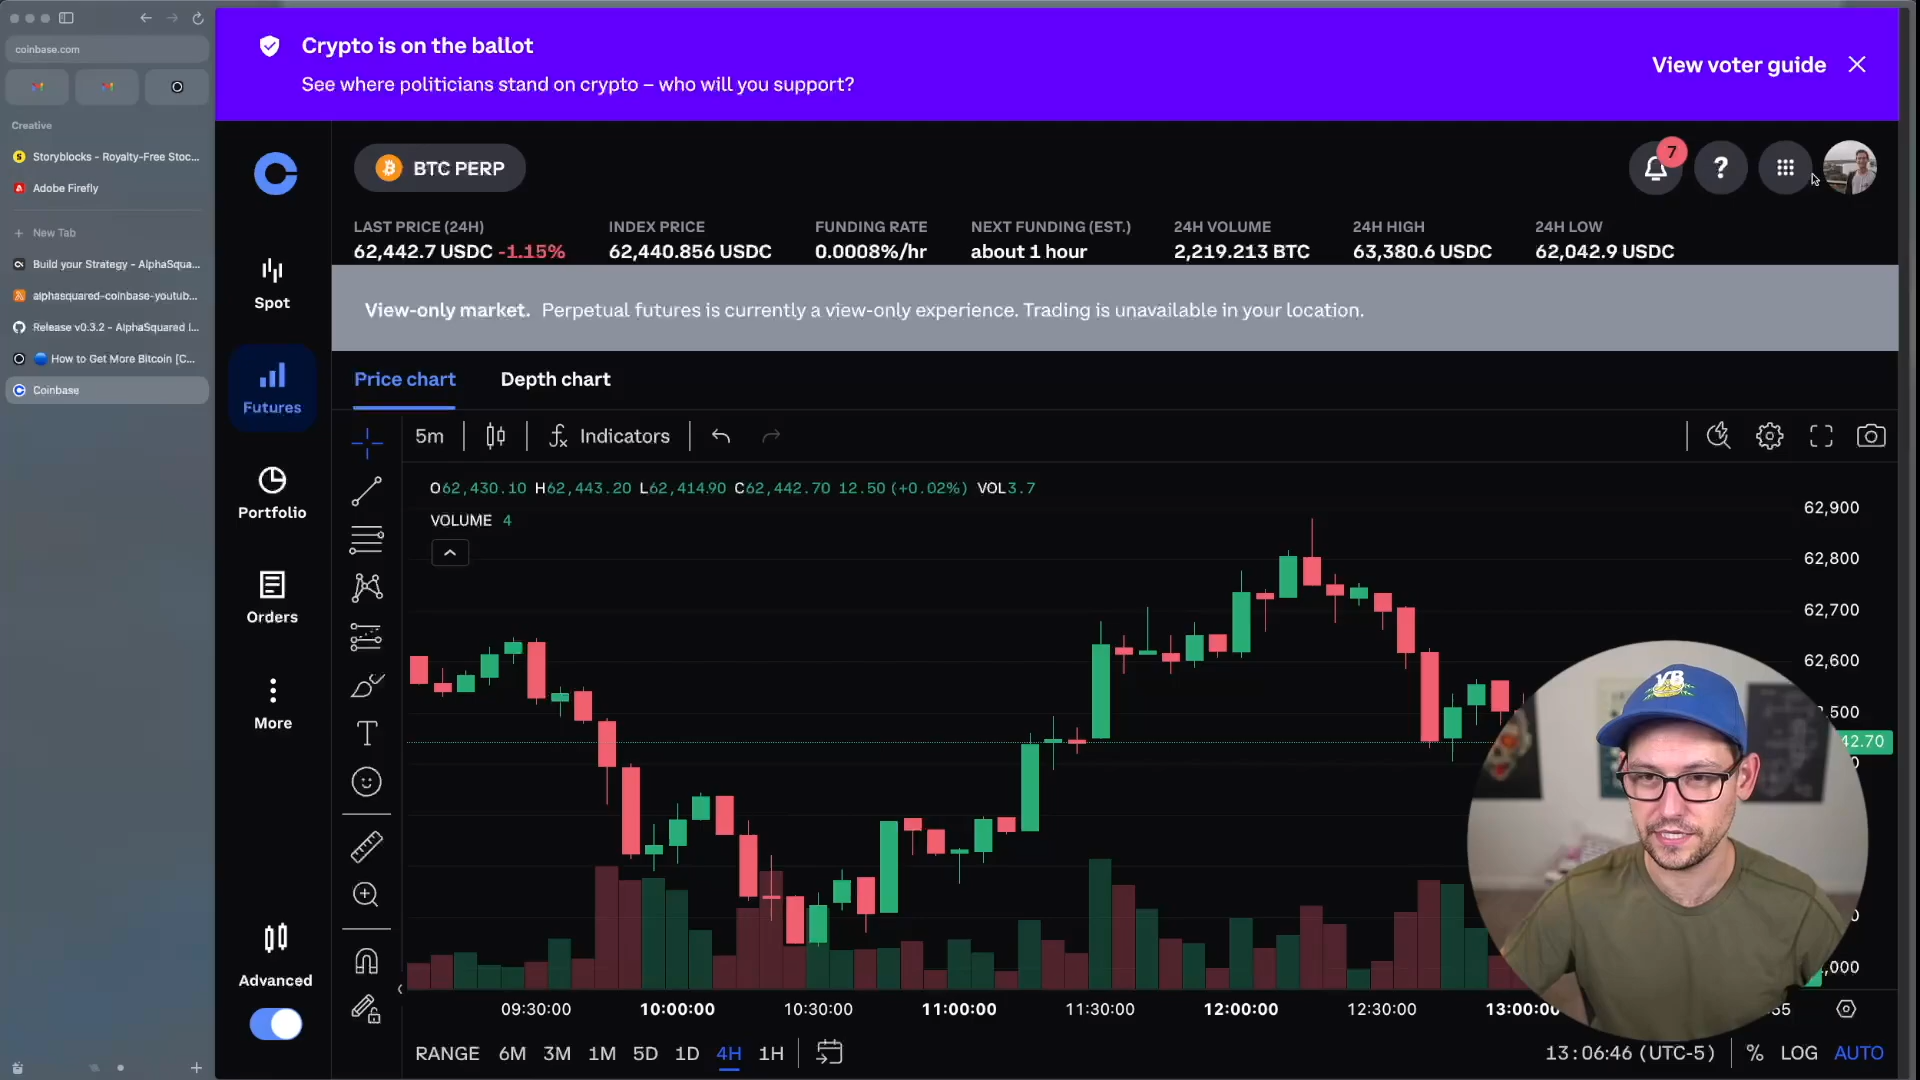 coinbase.com
Creative
Storyblocks - Royalty-Free Stoc...
Adobe Firefly
New Tab
Build your Strategy - AlphaSqua...
alphasquared-coinbase-youtub...
Release v0.3.2 - AlphaSquared I...
How to Get More Bitcoin [C...
Coinbase
Crypto is on the ballot
See where politicians stand on crypto – who will you support?
View voter guide
BTC PERP
7
?
LAST PRICE (24H)
62,442.7 USDC -1.15%
INDEX PRICE
62,440.856 USDC
FUNDING RATE
0.0008%/hr
NEXT FUNDING (EST.)
about 1 hour
24H VOLUME
2,219.213 BTC
24H HIGH
63,380.6 USDC
24H LOW
62,042.9 USDC
View-only market. Perpetual futures is currently a view-only experience. Trading is unavailable in your location.
Spot
Futures
Portfolio
Orders
More
Advanced
Price chart
Depth chart
5m
Indicators
O62,430.10 H62,443.20 L62,414.90 C62,442.70 12.50 (+0.02%) VOL3.7
VOLUME 4
62,900
62,800
62,700
62,600
,500
42.70
,000
VB
09:30:00 10:00:00 10:30:00 11:00:00 11:30:00 12:00:00 12:30:00 13:00:00 55
RANGE 6M 3M 1M 5D 1D 4H 1H
13:06:46 (UTC-5) % LOG AUTO